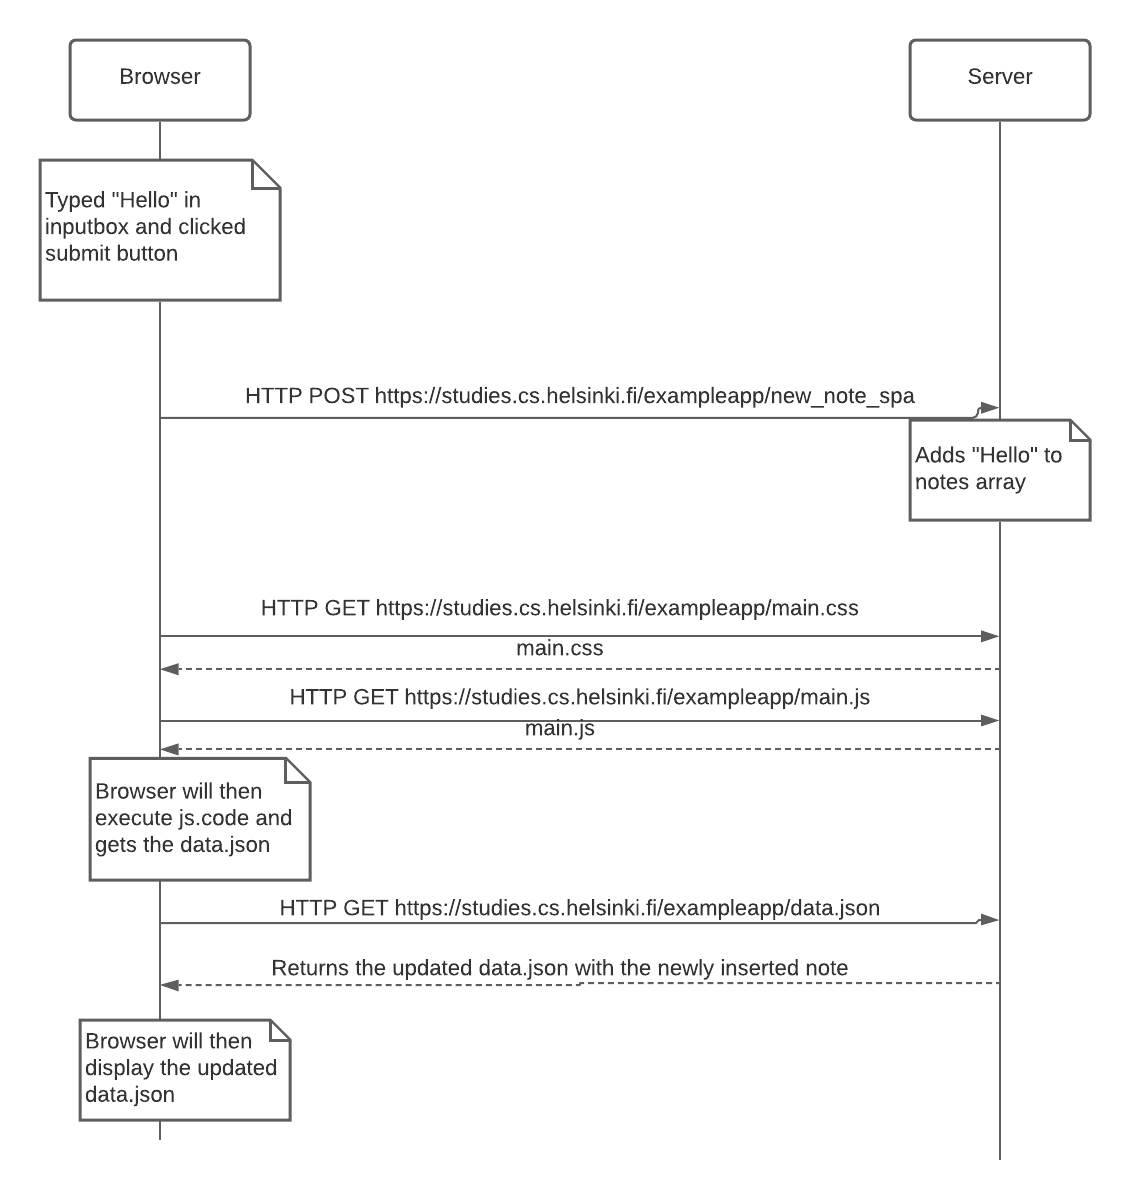 Browser
Server
Typed "Hello" in
inputbox and clicked
submit button
HTTP POST https://studies.cs.helsinki.fi/exampleapp/new_note_spa
Adds "Hello" to
notes array
HTTP GET https://studies.cs.helsinki.fi/exampleapp/main.css
main.css
HTTP GET https://studies.cs.helsinki.fi/exampleapp/main.js
main.js
Browser will then
execute js.code and
gets the data.json
HTTP GET https://studies.cs.helsinki.fi/exampleapp/data.json
Returns the updated data.json with the newly inserted note
Browser will then
display the updated
data.json